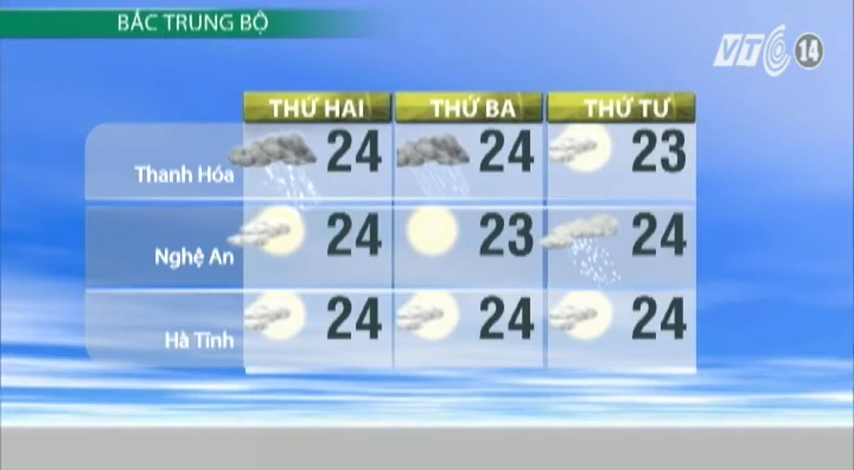 BẮC TRUNG BỘ
VTC 14
THỨ HAI THỨ BA THỨ TƯ
Thanh Hóa 24 24 23
Nghệ An 24 23 24
Hà Tĩnh 24 24 24